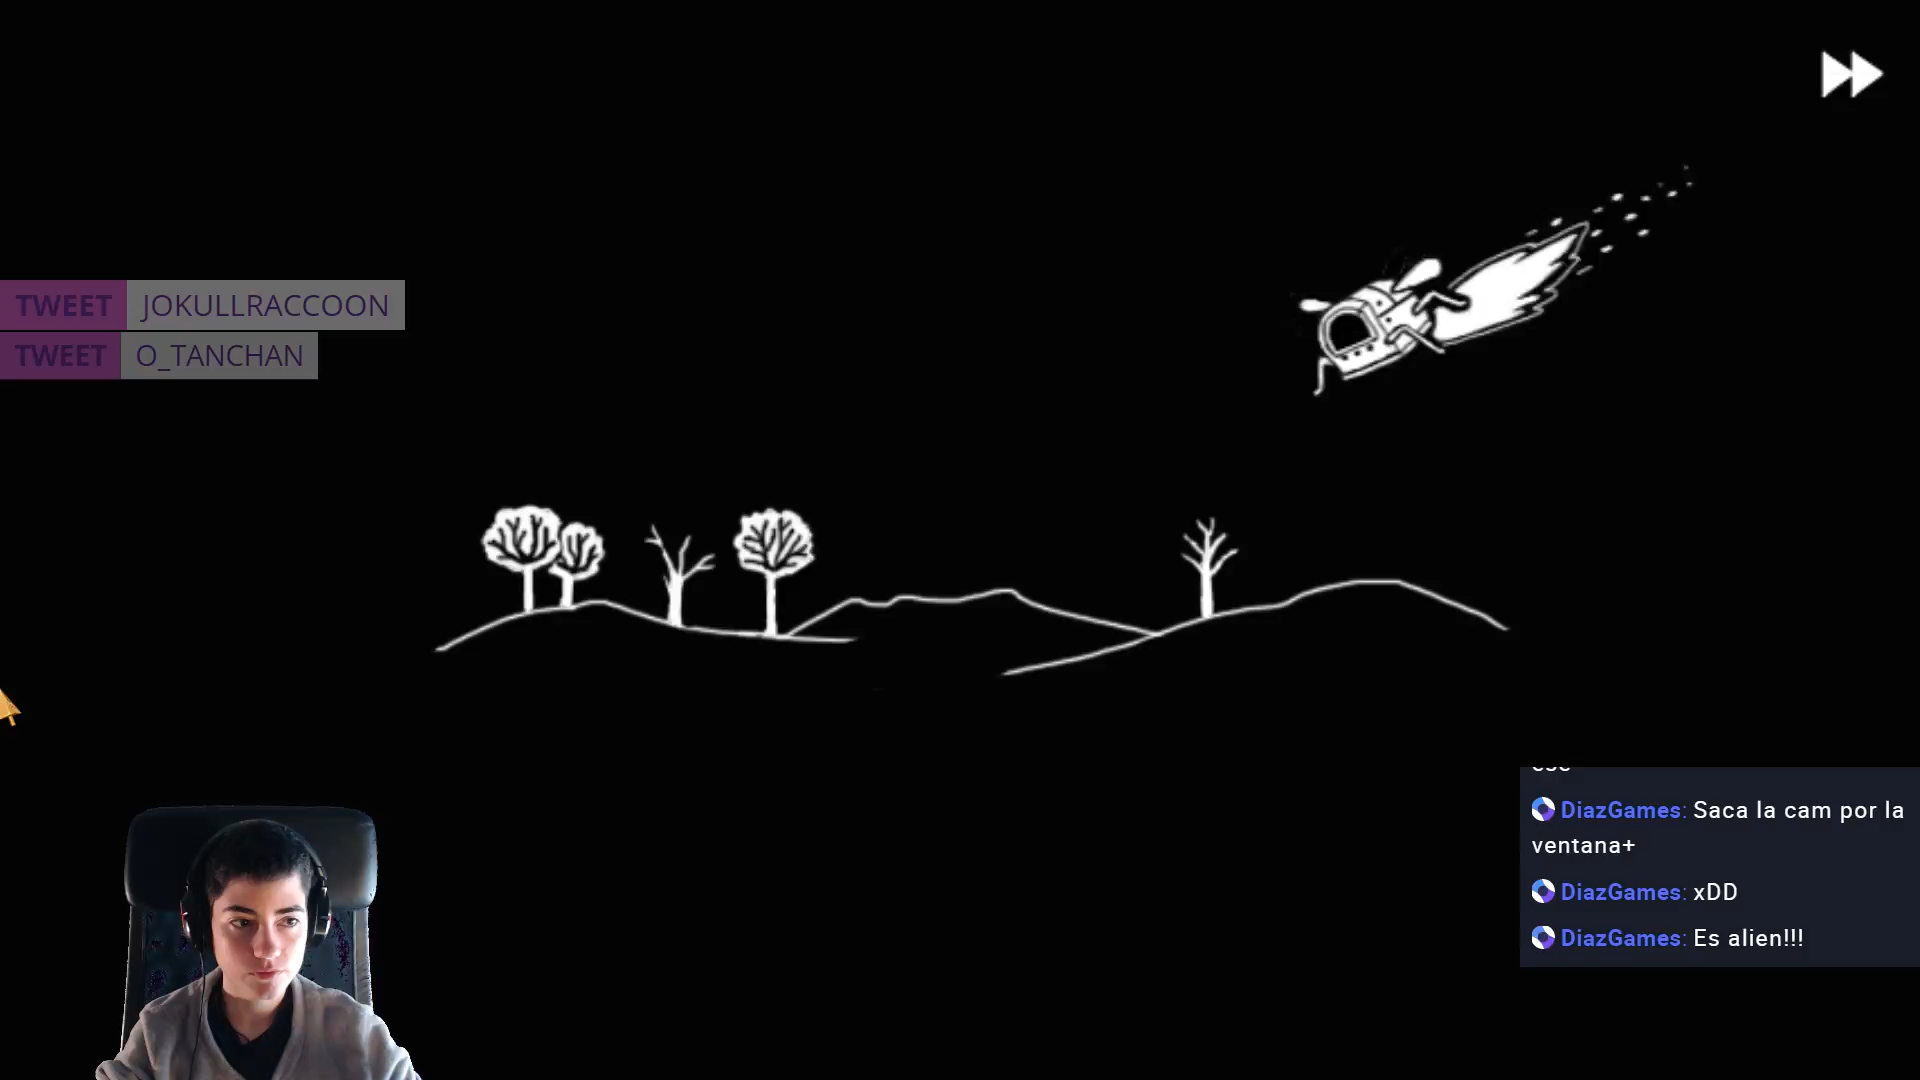 TWEET JOKULLRACCOON
TWEET O_TANCHAN
DiazGames: Saca la cam por la
ventana+
DiazGames: xDD
DiazGames: Es alien!!!